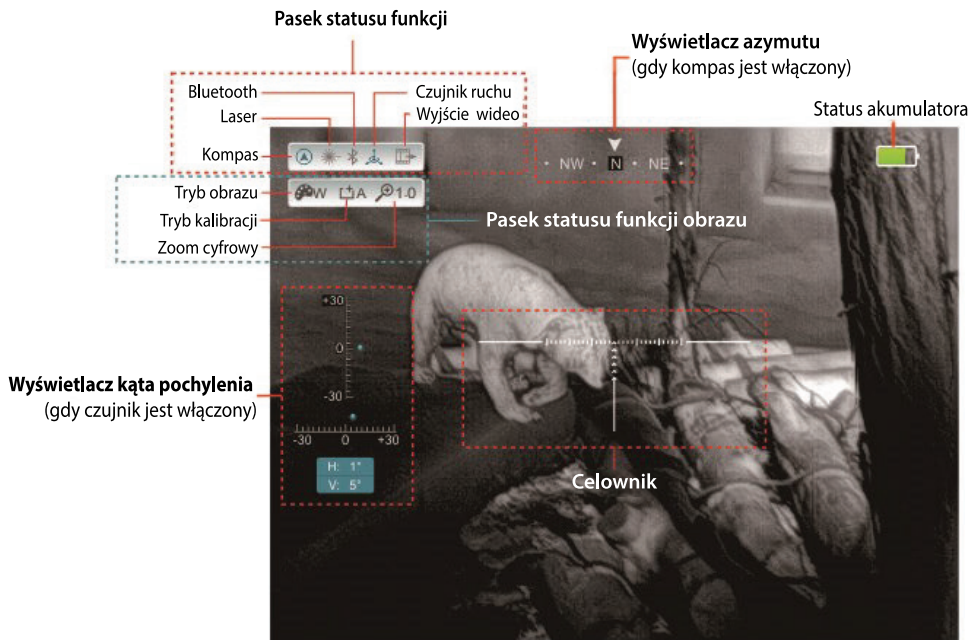 Pasek statusu funkcji
Wyświetlacz azymutu
(gdy kompas jest włączony)
Status akumulatora
Bluetooth
Czujnik ruchu
Laser
Wyjście wideo
Kompas
NW • N • NE •
Tryb obrazu
W A 1.0
Tryb kalibracji
Pasek statusu funkcji obrazu
Zoom cyfrowy
+30
0
-30
Wyświetlacz kąta pochylenia
(gdy czujnik jest włączony)
-30 0 +30
H: 1°
V: 5°
Celownik